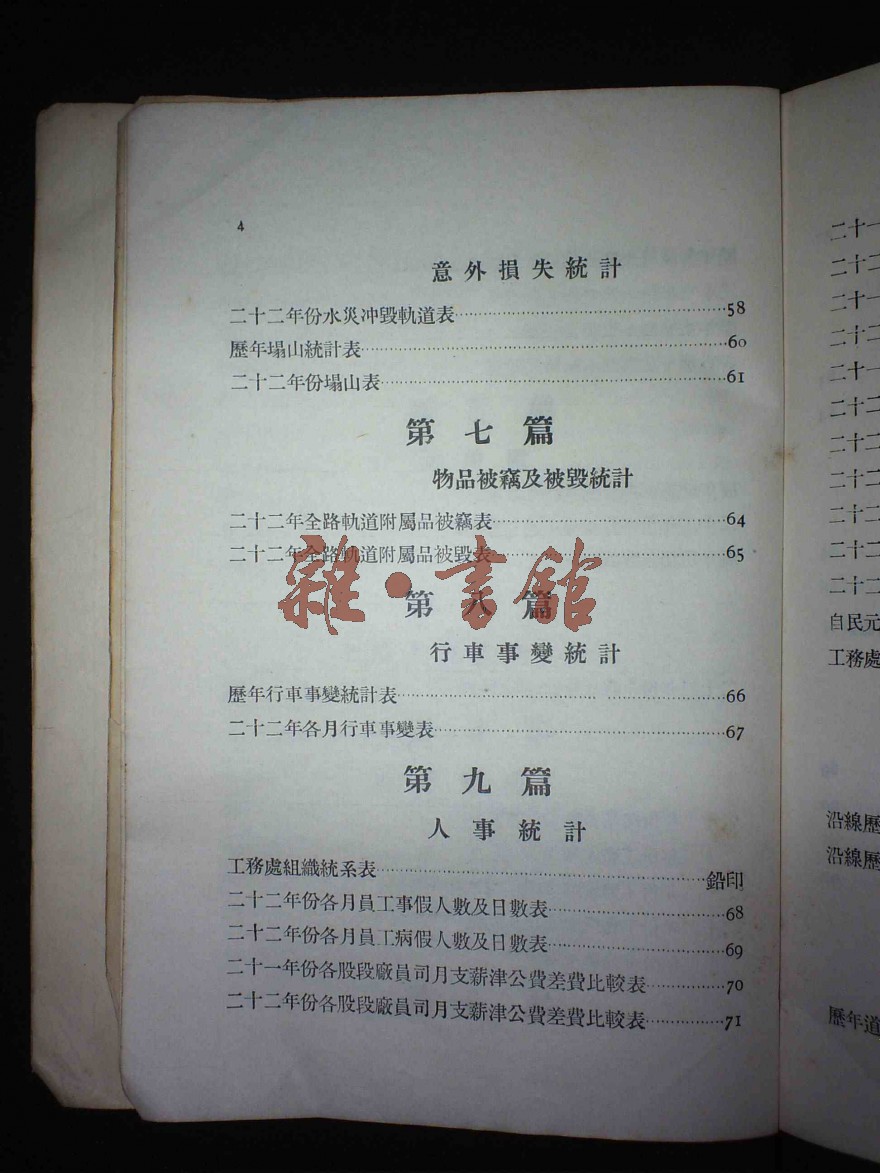 4
意外損失統計
二十二年份水災冲毀軌道表……58
歷年塌山統計表……60
二十二年份塌山表……61
第七篇
物品被竊及被毀統計
二十二年全路軌道附屬品被竊表……64
二十二年全路軌道附屬品被毀表……65
雜·書館
第八篇
行車事變統計
歷年行車事變統計表……66
二十二年各月行車事變表……67
第九篇
人事統計
工務處組織統系表……鉛印
二十二年份各月員工事假人數及日數表……68
二十二年份各月員工病假人數及日數表……69
二十一年份各股段廠員司月支薪津公費差費比較表……70
二十二年份各股段廠員司月支薪津公費差費比較表……71
二十一
二十二
二十一
二十二
二十一
二十二
二十二
二十二
二十二
二十二
自民元
工務處
沿線歷
沿線歷
歷年道